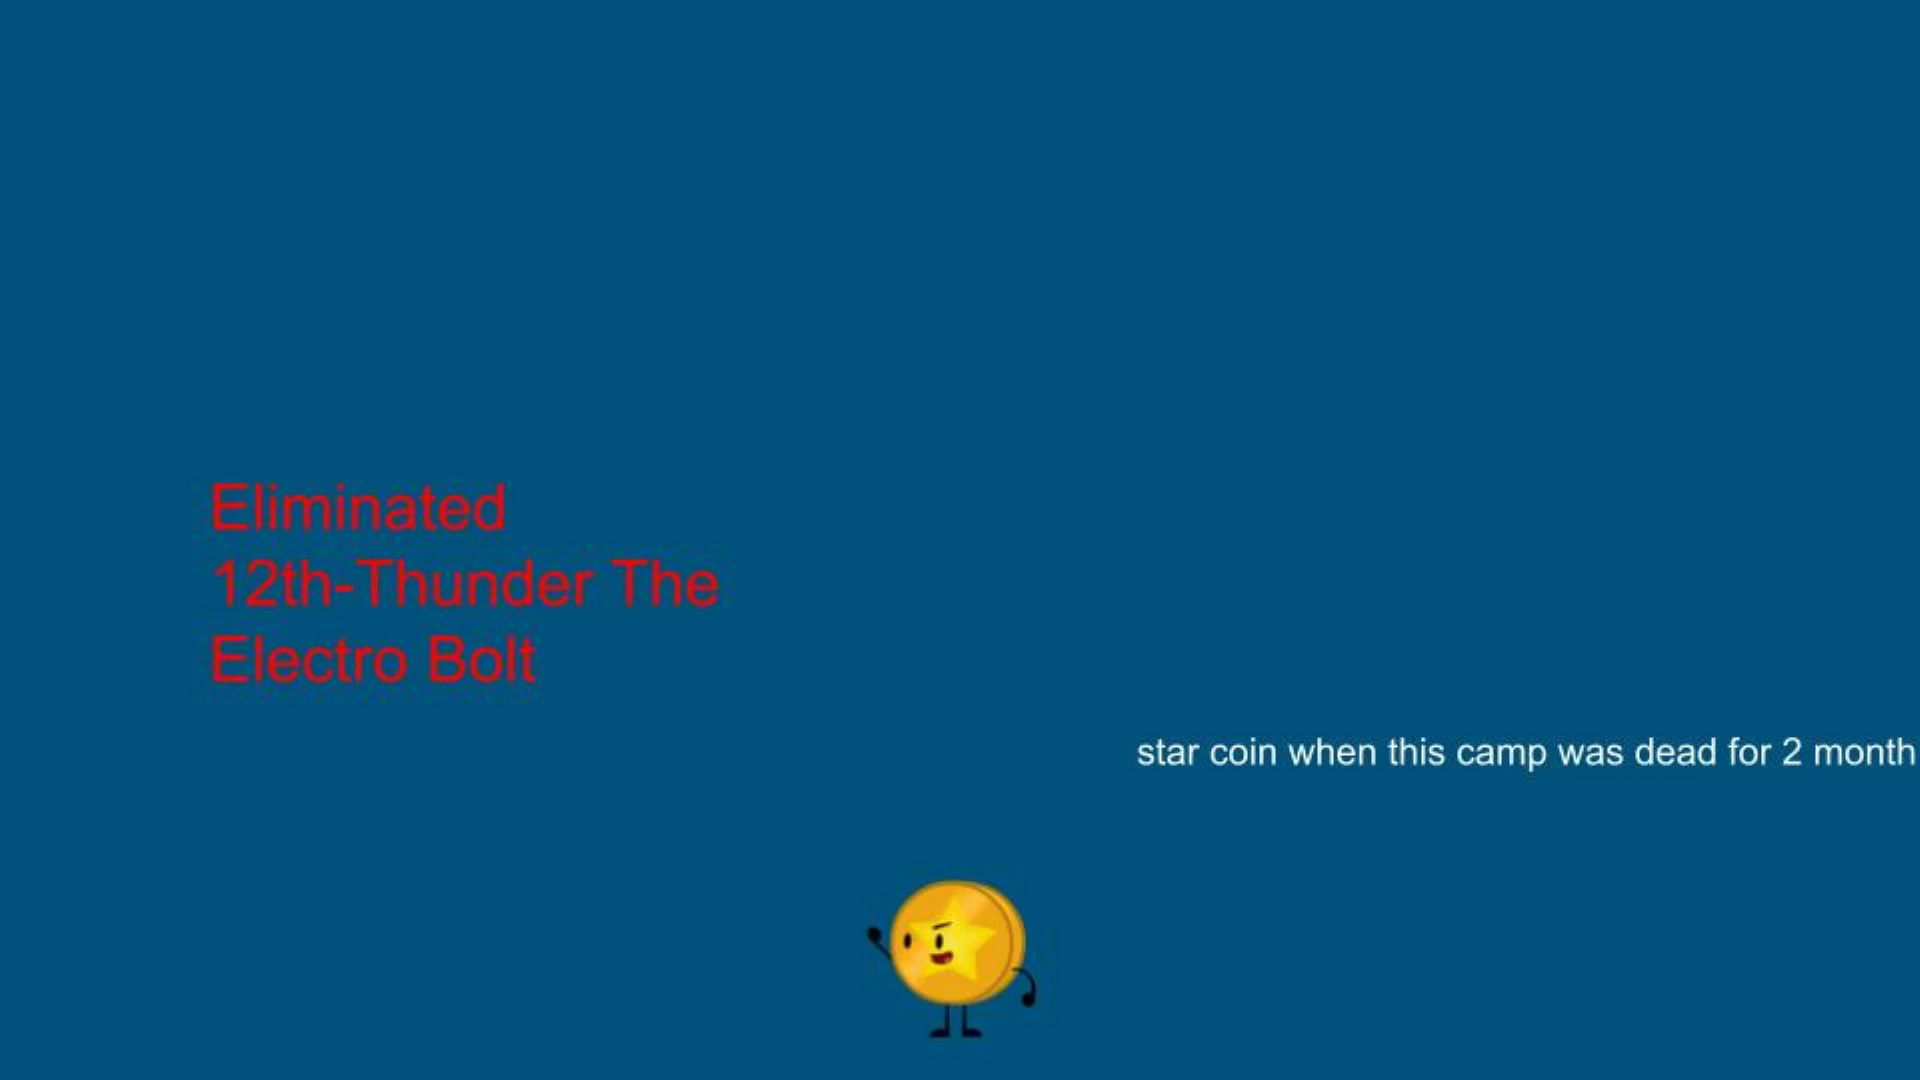 Eliminated
12th-Thunder The
Electro Bolt
star coin when this camp was dead for 2 month